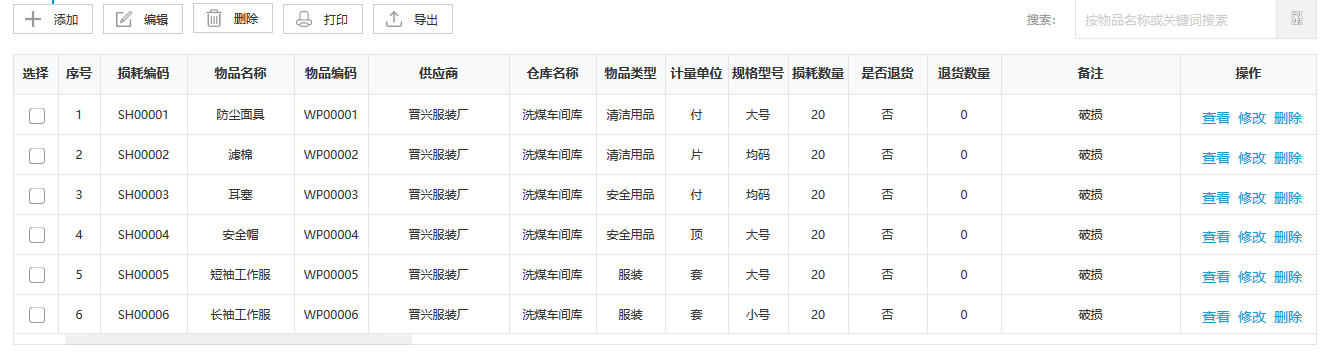 添加 编辑 删除 打印 导出 搜索： 按物品名称或关键词搜索
选择 序号 损耗编码 物品名称 物品编码 供应商 仓库名称 物品类型 计量单位 规格型号 损耗数量 是否退货 退货数量 备注 操作
1 SH00001 防尘面具 WP00001 晋兴服装厂 洗煤车间库 清洁用品 付 大号 20 否 0 破损 查看 修改 删除
2 SH00002 滤棉 WP00002 晋兴服装厂 洗煤车间库 清洁用品 片 均码 20 否 0 破损 查看 修改 删除
3 SH00003 耳塞 WP00003 晋兴服装厂 洗煤车间库 安全用品 付 均码 20 否 0 破损 查看 修改 删除
4 SH00004 安全帽 WP00004 晋兴服装厂 洗煤车间库 安全用品 顶 大号 20 否 0 破损 查看 修改 删除
5 SH00005 短袖工作服 WP00005 晋兴服装厂 洗煤车间库 服装 套 大号 20 否 0 破损 查看 修改 删除
6 SH00006 长袖工作服 WP00006 晋兴服装厂 洗煤车间库 服装 套 小号 20 否 0 破损 查看 修改 删除